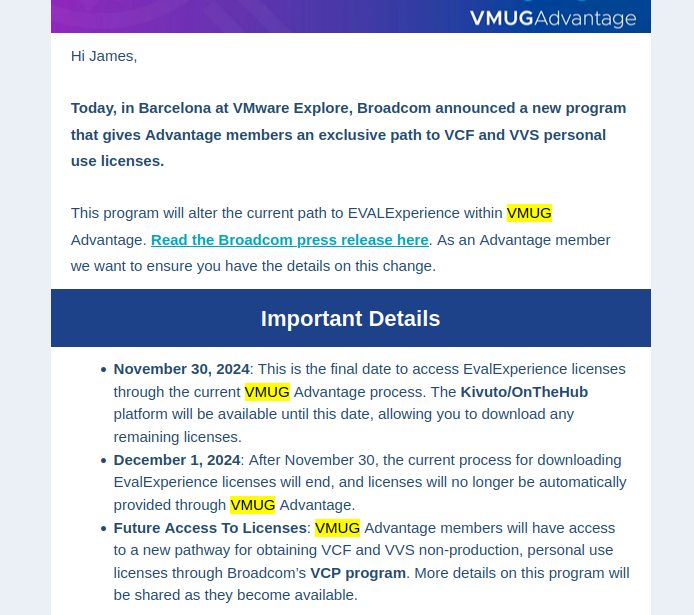 VMUGAdvantage
Hi James,
Today, in Barcelona at VMware Explore, Broadcom announced a new program
that gives Advantage members an exclusive path to VCF and VVS personal
use licenses.
This program will alter the current path to EVALExperience within VMUG
Advantage. Read the Broadcom press release here. As an Advantage member
we want to ensure you have the details on this change.
Important Details
• November 30, 2024: This is the final date to access EvalExperience licenses
through the current VMUG Advantage process. The Kivuto/OnTheHub
platform will be available until this date, allowing you to download any
remaining licenses.
• December 1, 2024: After November 30, the current process for downloading
EvalExperience licenses will end, and licenses will no longer be automatically
provided through VMUG Advantage.
• Future Access To Licenses: VMUG Advantage members will have access
to a new pathway for obtaining VCF and VVS non-production, personal use
licenses through Broadcom’s VCP program. More details on this program will
be shared as they become available.